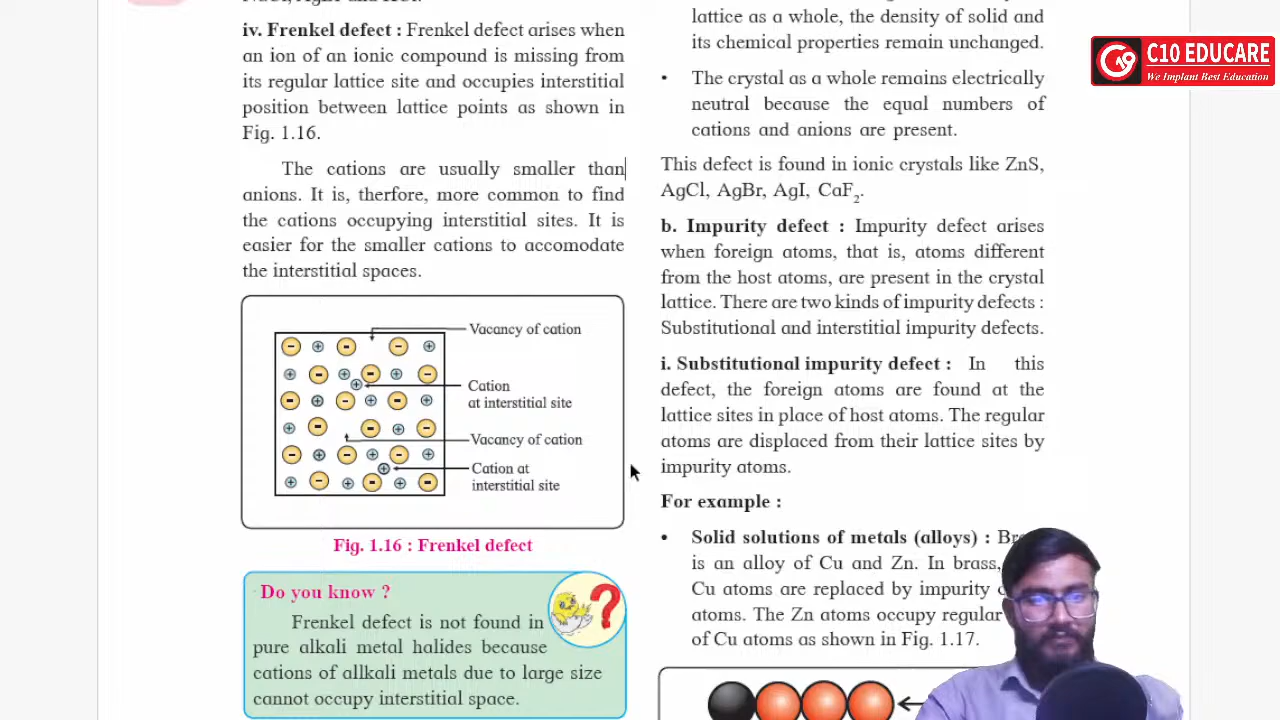 iv. Frenkel defect : Frenkel defect arises when
an ion of an ionic compound is missing from
its regular lattice site and occupies interstitial
position between lattice points as shown in
Fig. 1.16.
The cations are usually smaller than
anions. It is, therfore, more common to find
the cations occupying interstitial sites. It is
easier for the smaller cations to accomodate
the interstitial spaces.
Vacancy of cation
Cation
at interstitial site
Vacancy of cation
Cation at
interstitial site
Fig. 1.16 : Frenkel defect
Do you know ?
Frenkel defect is not found in
pure alkali metal halides because
cations of allkali metals due to large size
cannot occupy interstitial space.
lattice as a whole, the density of solid and
its chemical properties remain unchanged.
• The crystal as a whole remains electrically
neutral because the equal numbers of
cations and anions are present.
This defect is found in ionic crystals like ZnS,
AgCl, AgBr, AgI, CaF₂.
b. Impurity defect : Impurity defect arises
when foreign atoms, that is, atoms different
from the host atoms, are present in the crystal
lattice. There are two kinds of impurity defects :
Substitutional and interstitial impurity defects.
i. Substitutional impurity defect : In this
defect, the foreign atoms are found at the
lattice sites in place of host atoms. The regular
atoms are displaced from their lattice sites by
impurity atoms.
For example :
• Solid solutions of metals (alloys) :
is an alloy of Cu and Zn. In brass,
Cu atoms are replaced by impurity
atoms. The Zn atoms occupy regular
of Cu atoms as shown in Fig. 1.17.
C10 EDUCARE
We Implant Best Education